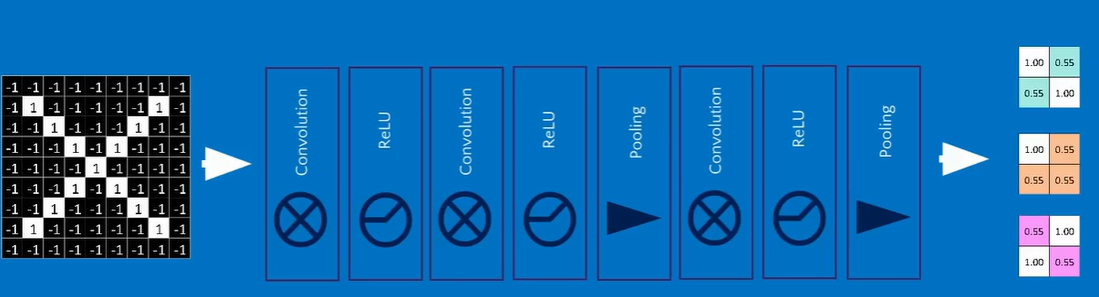 -1 -1 -1 -1 -1 -1 -1 -1 -1
-1 1 -1 -1 -1 -1 -1 1 -1
-1 -1 1 -1 -1 -1 1 -1 -1
-1 -1 -1 1 -1 1 -1 -1 -1
-1 -1 -1 -1 1 -1 -1 -1 -1
-1 -1 -1 1 -1 1 -1 -1 -1
-1 -1 1 -1 -1 -1 1 -1 -1
-1 1 -1 -1 -1 -1 -1 1 -1
-1 -1 -1 -1 -1 -1 -1 -1 -1
Convolution
ReLU
Convolution
ReLU
Pooling
Convolution
ReLU
Pooling
1.00 0.55
0.55 1.00
1.00 0.55
0.55 0.55
0.55 1.00
1.00 0.55